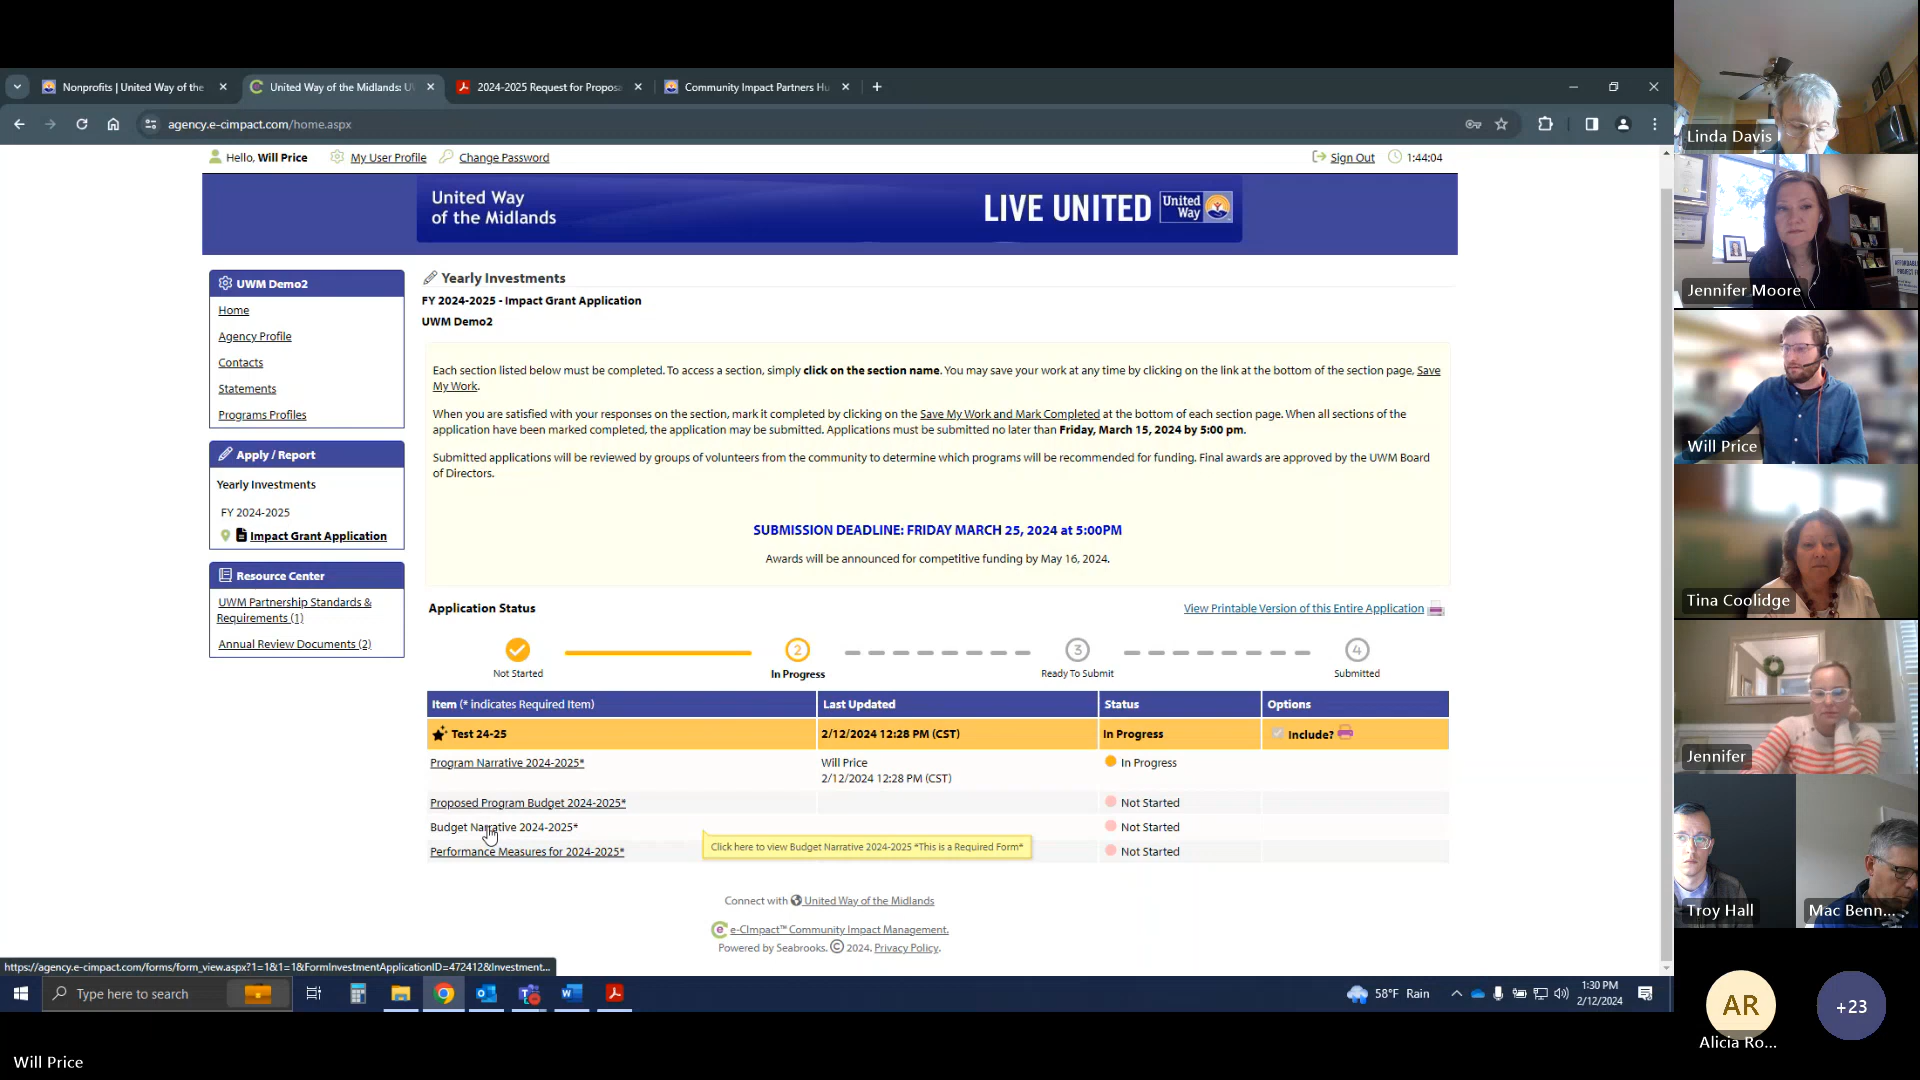 Nonprofits | United Way of the
United Way of the Midlands: U
2024-2025 Request for Proposa
Community Impact Partners Hu
agency.e-cimpact.com/home.aspx
Hello, Will Price
My User Profile
Change Password
Sign Out
1:44:04
United Way
of the Midlands
LIVE UNITED
United
Way
UWM Demo2
Home
Agency Profile
Contacts
Statements
Programs Profiles
Apply / Report
Yearly Investments
FY 2024-2025
Impact Grant Application
Resource Center
UWM Partnership Standards &
Requirements (1)
Annual Review Documents (2)
Yearly Investments
FY 2024-2025 - Impact Grant Application
UWM Demo2
Each section listed below must be completed. To access a section, simply click on the section name. You may save your work at any time by clicking on the link at the bottom of the section page, Save
My Work.
When you are satisfied with your responses on the section, mark it completed by clicking on the Save My Work and Mark Completed at the bottom of each section page. When all sections of the
application have been marked completed, the application may be submitted. Applications must be submitted no later than Friday, March 15, 2024 by 5:00 pm.
Submitted applications will be reviewed by groups of volunteers from the community to determine which programs will be recommended for funding. Final awards are approved by the UWM Board
of Directors.
SUBMISSION DEADLINE: FRIDAY MARCH 25, 2024 at 5:00PM
Awards will be announced for competitive funding by May 16, 2024.
Application Status
View Printable Version of this Entire Application
2
3
4
Not Started
In Progress
Ready To Submit
Submitted
Item (* indicates Required Item)
Last Updated
Status
Options
Test 24-25
2/12/2024 12:28 PM (CST)
In Progress
Include?
Program Narrative 2024-2025*
Will Price
2/12/2024 12:28 PM (CST)
In Progress
Proposed Program Budget 2024-2025*
Not Started
Budget Narrative 2024-2025*
Not Started
Click here to view Budget Narrative 2024-2025 *This is a Required Form*
Performance Measures for 2024-2025*
Not Started
Connect with United Way of the Midlands
e-CImpact™ Community Impact Management.
Powered by Seabrooks. © 2024. Privacy Policy.
https://agency.e-cimpact.com/forms/form_view.aspx?1=1&1=1&FormInvestmentApplicationID=472412&Investment...
Type here to search
58°F Rain
1:30 PM
2/12/2024
Will Price
Linda Davis
Jennifer Moore
Will Price
Tina Coolidge
Jennifer
Troy Hall
Mac Benn...
AR
Alicia Ro...
+23